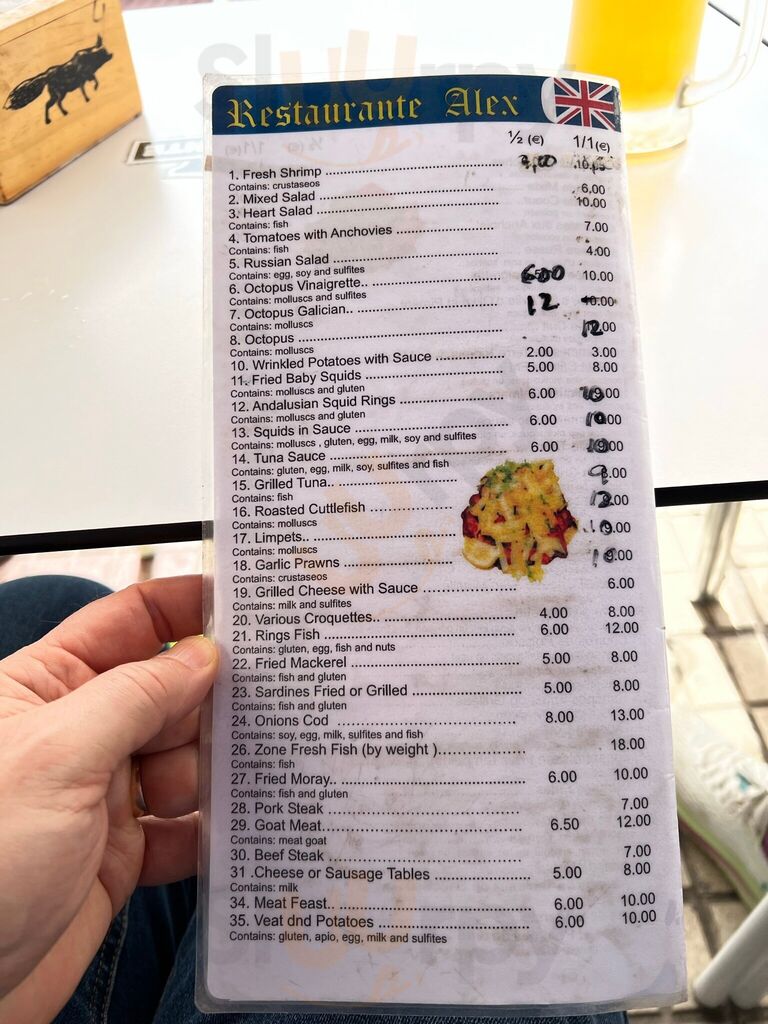 Restaurante Alex
1/2 (€) 1/1(€)
1. Fresh Shrimp
Contains: crustaseos
2. Mixed Salad 6,00
3. Heart Salad 10.00
Contains: fish
4. Tomatoes with Anchovies 7.00
Contains: fish
5. Russian Salad 4.00
Contains: egg, soy and sulfites
6. Octopus Vinaigrette.. 600 10.00
Contains: molluscs and sulfites
7. Octopus Galician.. 12
Contains: molluscs
8. Octopus 12
Contains: molluscs
10. Wrinkled Potatoes with Sauce 2.00 3.00
11. Fried Baby Squids 5.00 8.00
Contains: molluscs and gluten
12. Andalusian Squid Rings 6.00 10
Contains: molluscs and gluten
13. Squids in Sauce 6.00 10
Contains: molluscs , gluten, egg, milk, soy and sulfites
14. Tuna Sauce 6.00 10
Contains: gluten, egg, milk, soy, sulfites and fish
15. Grilled Tuna.. 9
Contains: fish
16. Roasted Cuttlefish 12
Contains: molluscs
17. Limpets.. 10
Contains: molluscs
18. Garlic Prawns 10
Contains: crustaseos
19. Grilled Cheese with Sauce 6.00
Contains: milk and sulfites
20. Various Croquettes.. 4.00 8.00
21. Rings Fish 6.00 12.00
Contains: gluten, egg, fish and nuts
22. Fried Mackerel 5.00 8.00
Contains: fish and gluten
23. Sardines Fried or Grilled 5.00 8.00
Contains: fish and gluten
24. Onions Cod 8.00 13.00
Contains: soy, egg, milk, sulfites and fish
26. Zone Fresh Fish (by weight ) 18.00
Contains: fish
27. Fried Moray.. 6.00 10.00
Contains: fish and gluten
28. Pork Steak 7.00
29. Goat Meat 6.50 12.00
Contains: meat goat
30. Beef Steak 7.00
31 .Cheese or Sausage Tables 5.00 8.00
Contains: milk
34. Meat Feast.. 6.00 10.00
35. Veat dnd Potatoes 6.00 10.00
Contains: gluten, apio, egg, milk and sulfites